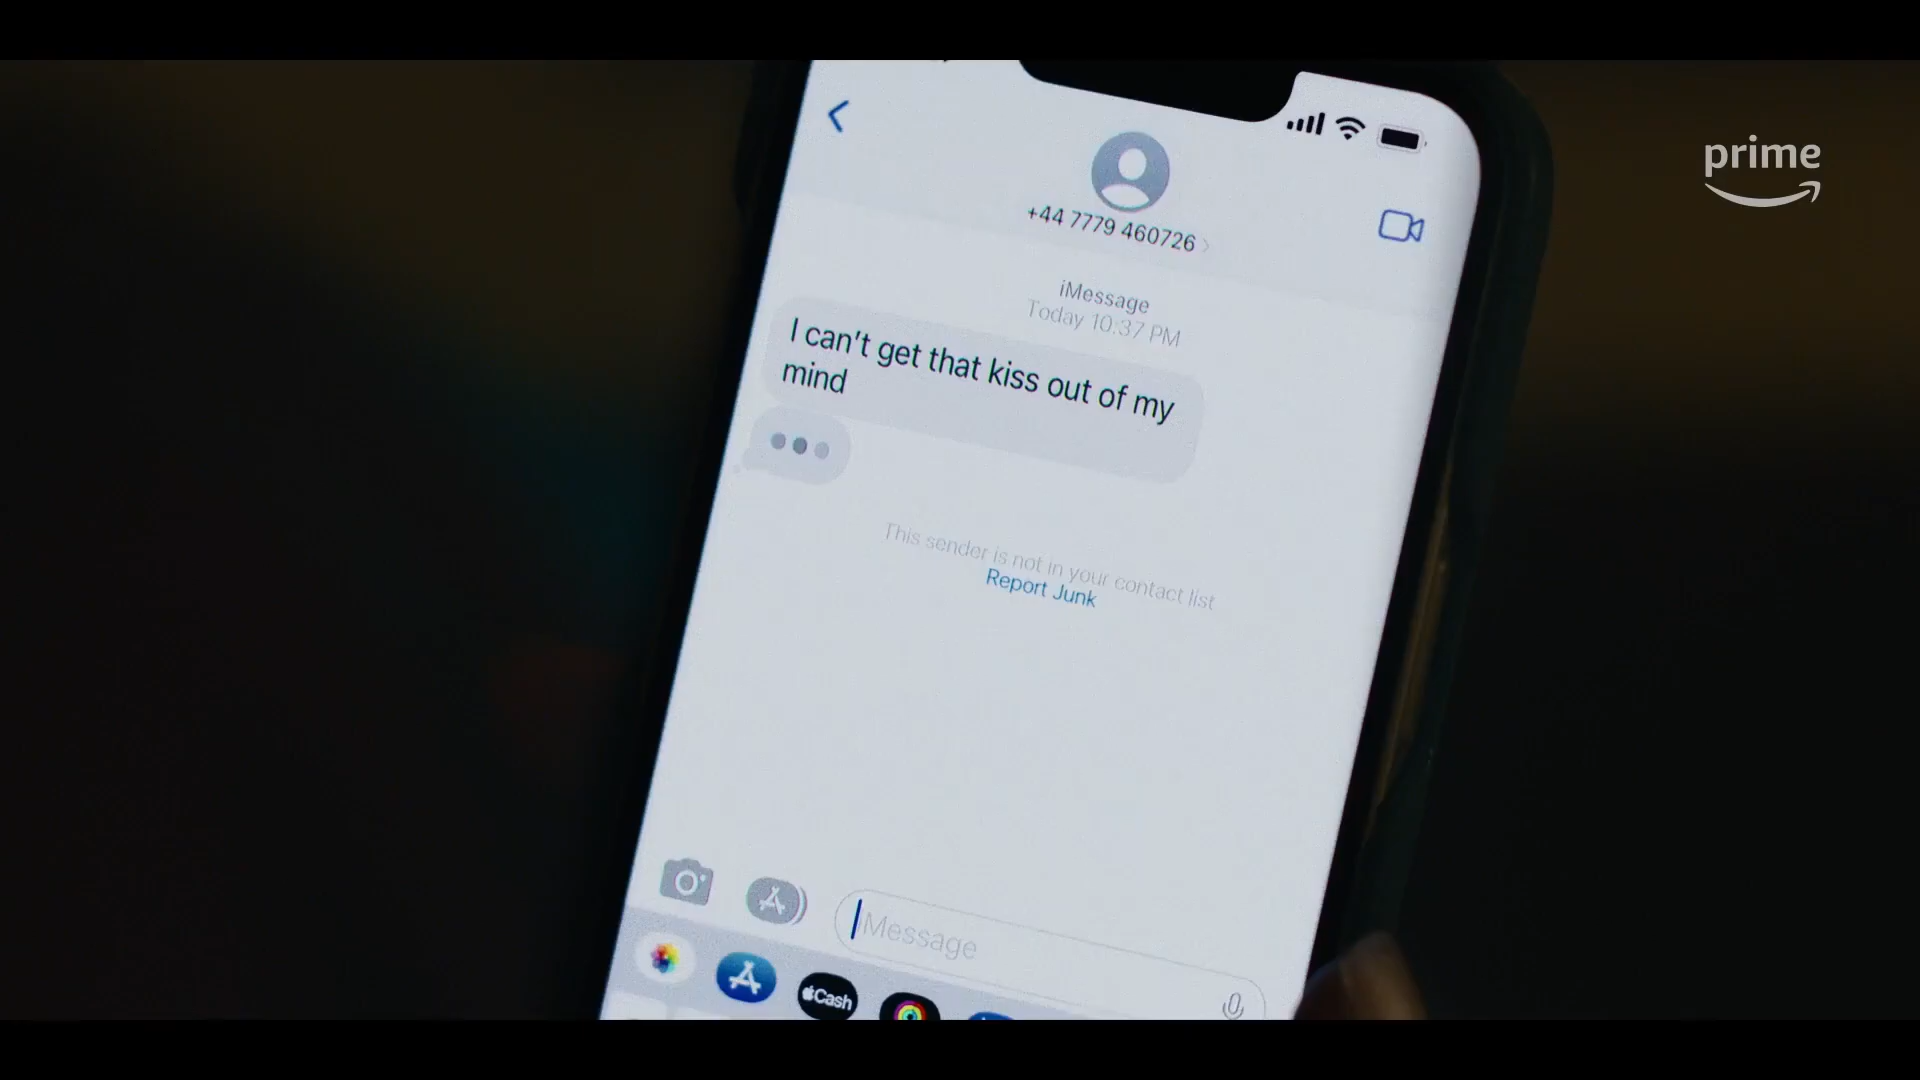 prime
+44 7779 460726
iMessage
Today 10:37 PM
I can't get that kiss out of my
mind
This sender is not in your contact list
Report Junk
iMessage
Cash